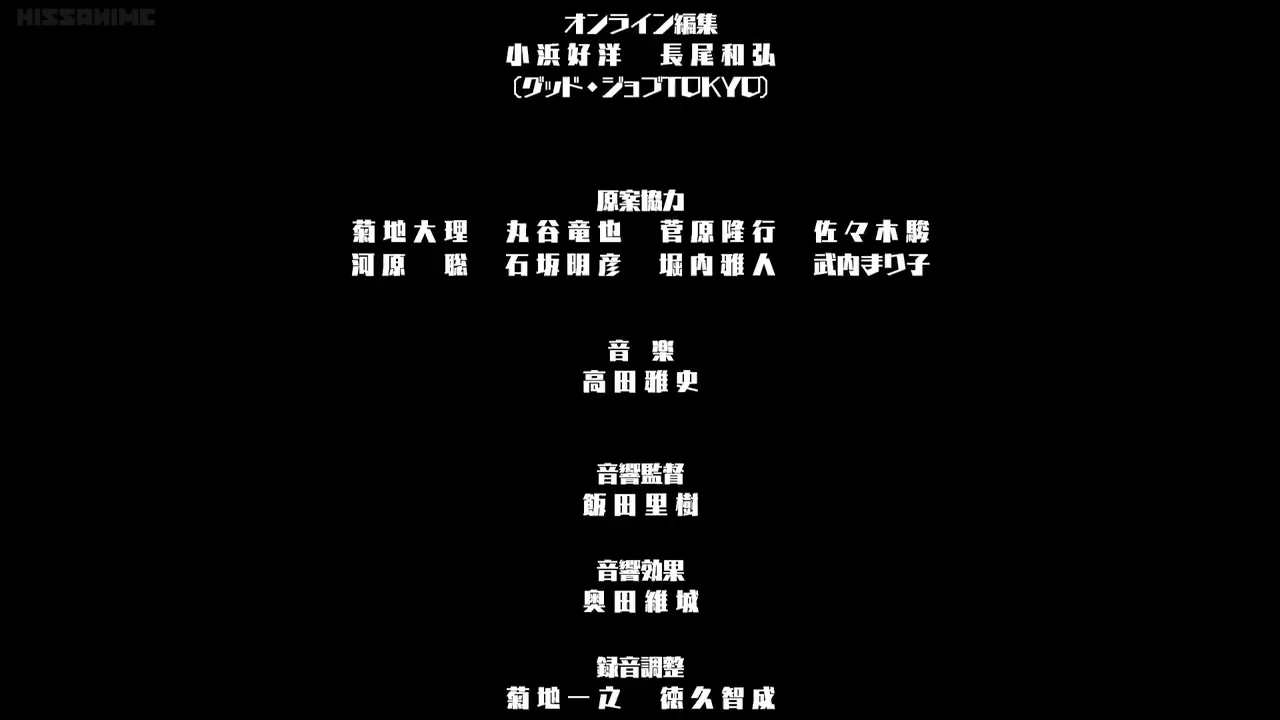 KISSANIME
オンライン編集
小浜好洋　長尾和弘
(グッド・ジョブTOKYO)
原案協力
菊地大理　丸谷竜也　菅原隆行　佐々木駿
河原　聡　石坂明彦　堀内雅人　武内まり子
音　楽
高田雅史
音響監督
飯田里樹
音響効果
奥田維城
録音調整
菊地一之　徳久智成